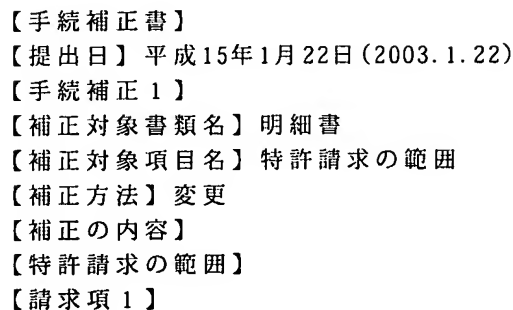 【手続補正書】
【提出日】平成15年1月22日(2003.1.22)
【手続補正1】
【補正対象書類名】明細書
【補正対象項目名】特許請求の範囲
【補正方法】変更
【補正の内容】
【特許請求の範囲】
【請求項1】